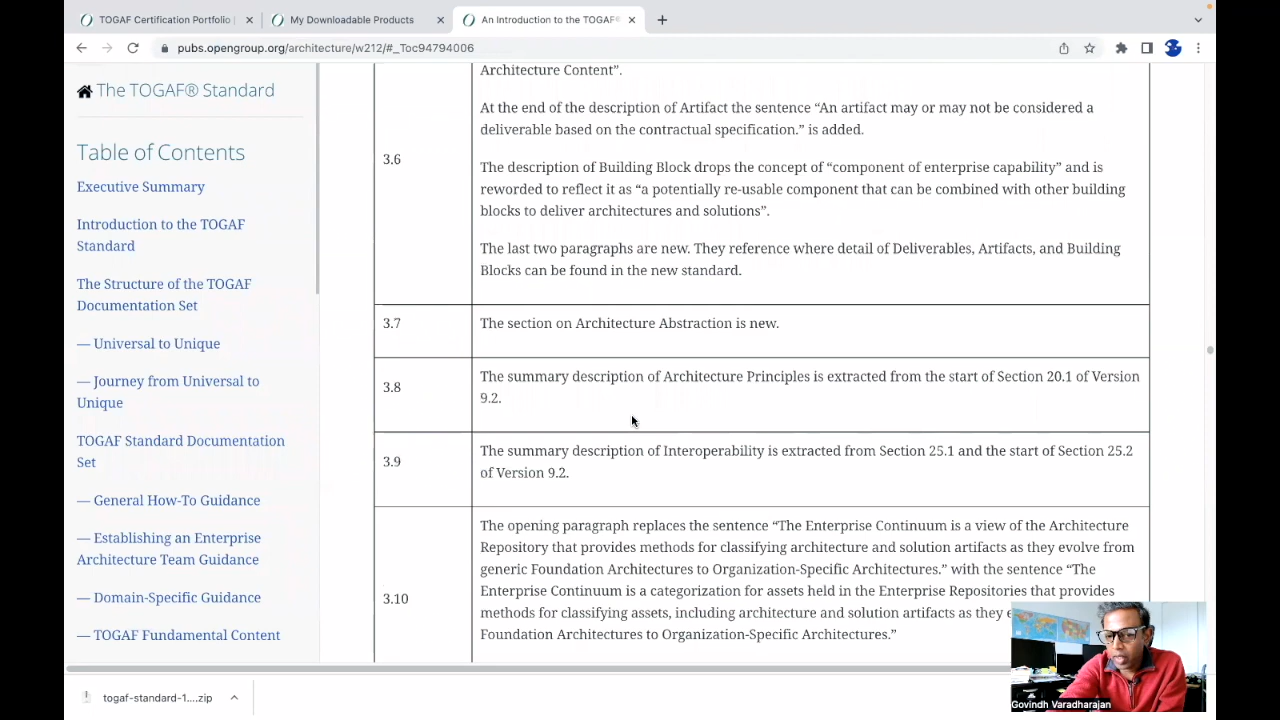 TOGAF Certification Portfolio
My Downloadable Products
An Introduction to the TOGAF®
pubs.opengroup.org/architecture/w212/#_Toc94794006
The TOGAF® Standard
Table of Contents
Executive Summary
Introduction to the TOGAF
Standard
The Structure of the TOGAF
Documentation Set
— Universal to Unique
— Journey from Universal to
Unique
TOGAF Standard Documentation
Set
— General How-To Guidance
— Establishing an Enterprise
Architecture Team Guidance
— Domain-Specific Guidance
— TOGAF Fundamental Content
Architecture Content”.
At the end of the description of Artifact the sentence “An artifact may or may not be considered a
deliverable based on the contractual specification.” is added.
3.6
The description of Building Block drops the concept of “component of enterprise capability” and is
reworded to reflect it as “a potentially re-usable component that can be combined with other building
blocks to deliver architectures and solutions”.
The last two paragraphs are new. They reference where detail of Deliverables, Artifacts, and Building
Blocks can be found in the new standard.
3.7
The section on Architecture Abstraction is new.
3.8
The summary description of Architecture Principles is extracted from the start of Section 20.1 of Version
9.2.
3.9
The summary description of Interoperability is extracted from Section 25.1 and the start of Section 25.2
of Version 9.2.
3.10
The opening paragraph replaces the sentence “The Enterprise Continuum is a view of the Architecture
Repository that provides methods for classifying architecture and solution artifacts as they evolve from
generic Foundation Architectures to Organization-Specific Architectures.” with the sentence “The
Enterprise Continuum is a categorization for assets held in the Enterprise Repositories that provides
methods for classifying assets, including architecture and solution artifacts as they
Foundation Architectures to Organization-Specific Architectures.”
togaf-standard-1....zip
Govindh Varadharajan